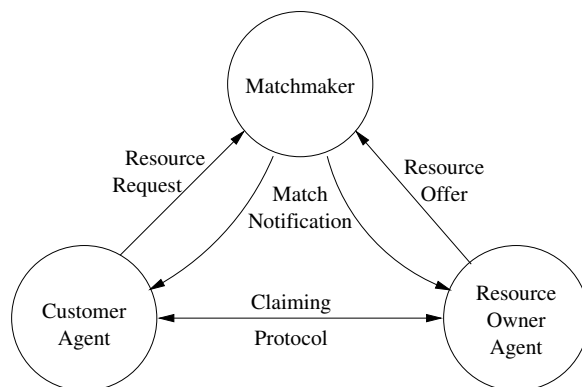 Matchmaker
Resource
Request
Resource
Offer
Match
Notification
Customer
Agent
Claiming
Protocol
Resource
Owner
Agent